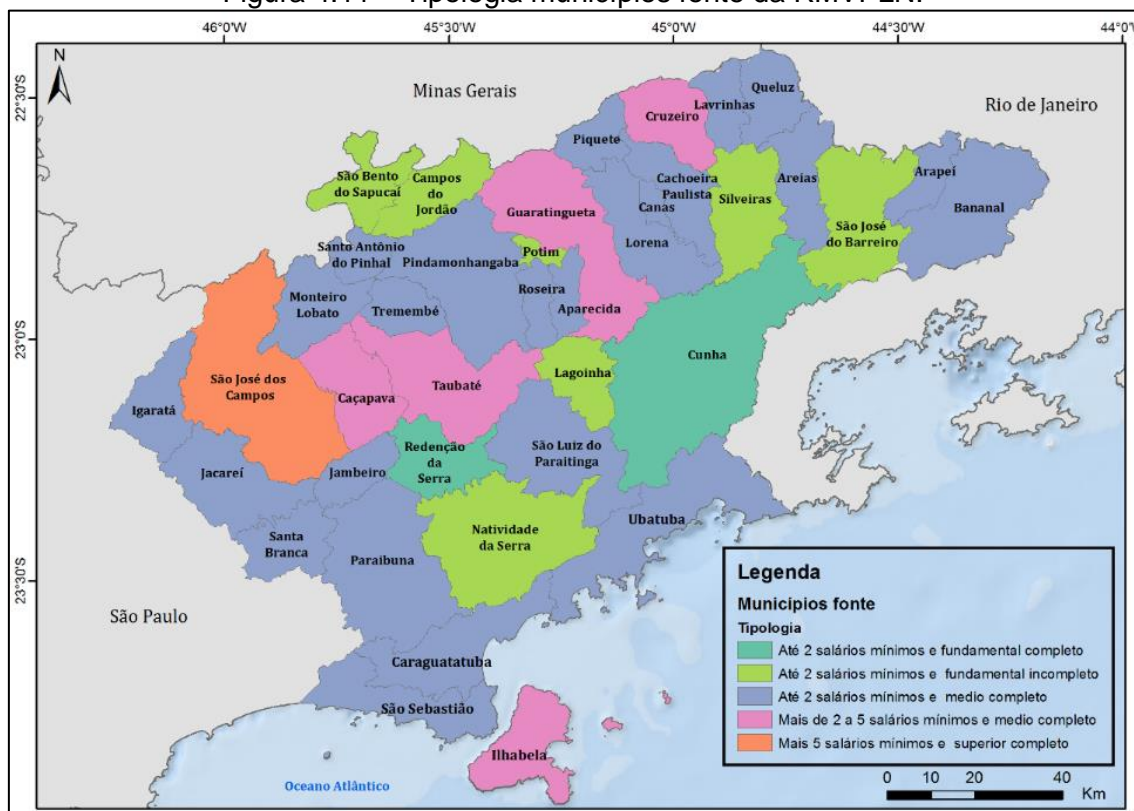 Figura 4.11 – Tipologia municípios fonte da RMVPLN.
46°0'W 45°30'W 45°0'W 44°30'W 44°0'
N
22°30'S
23°0'S
23°30'S
Minas Gerais
Rio de Janeiro
São Paulo
Queluz
Lavrinhas
Cruzeiro
Piquete
Arapeí
Cachoeira
Paulista
Areias
São Bento
do Sapucaí
Campos
do
Jordão
Silveiras
Bananal
Canas
Guaratingueta
São José
do Barreiro
Lorena
Santo Antônio
do Pinhal
Potim
Pindamonhangaba
Roseira
Monteiro
Lobato
Aparecida
Tremembé
Cunha
Lagoinha
São José dos
Campos
Taubaté
Caçapava
Igaratá
Redenção
da
Serra
São Luiz do
Paraitinga
Jacareí
Jambeiro
Ubatuba
Natividade
da Serra
Santa
Branca
Paraibuna
Caraguatatuba
São Sebastião
Ilhabela
Oceano Atlântico
Legenda
Municípios fonte
Tipologia
Até 2 salários mínimos e fundamental completo
Até 2 salários mínimos e fundamental incompleto
Até 2 salários mínimos e medio completo
Mais de 2 a 5 salários mínimos e medio completo
Mais 5 salários mínimos e superior completo
0 10 20 40
Km